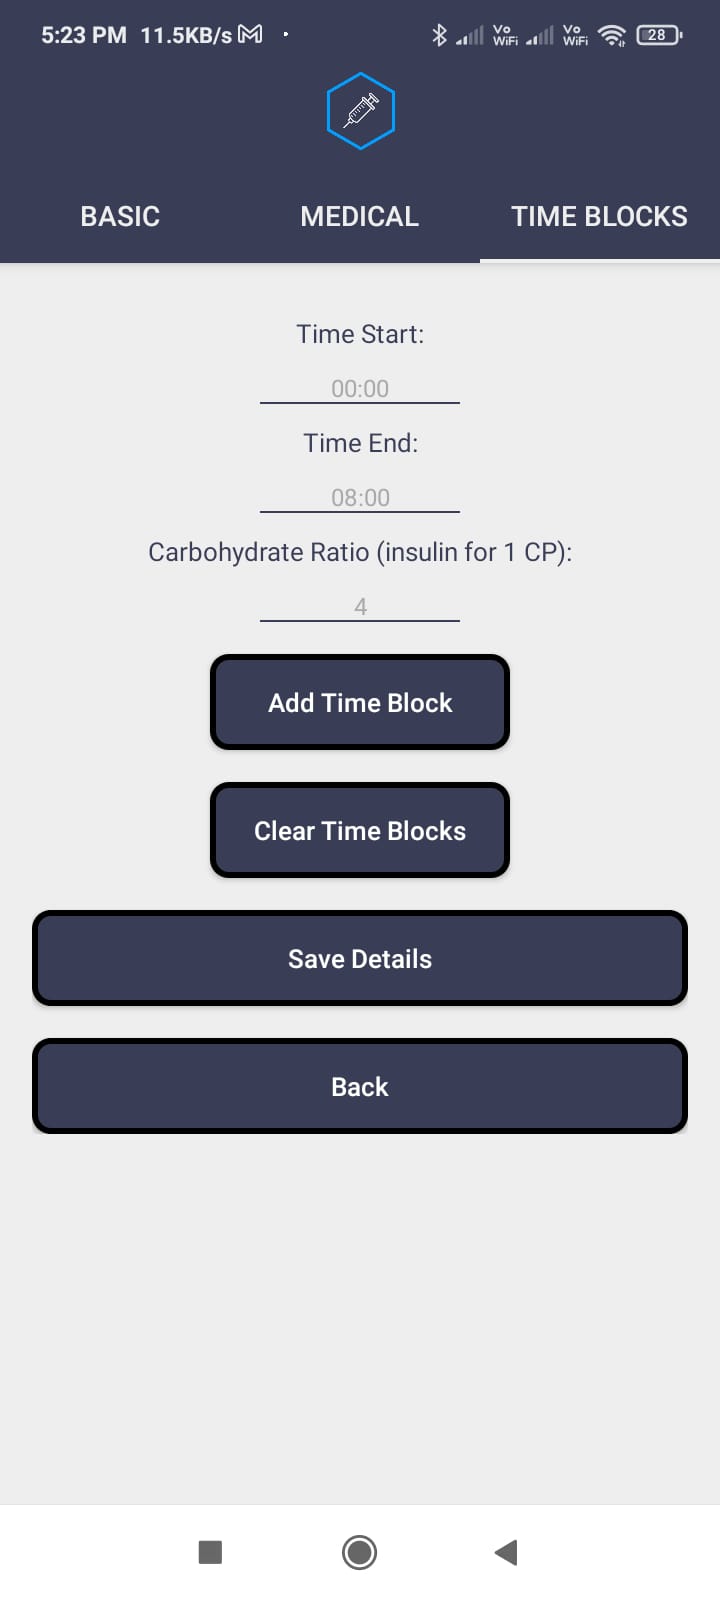 5:23 PM 11.5KB/s Vo WiFi Vo WiFi 28
BASIC MEDICAL TIME BLOCKS
Time Start:
00:00
Time End:
08:00
Carbohydrate Ratio (insulin for 1 CP):
4
Add Time Block
Clear Time Blocks
Save Details
Back